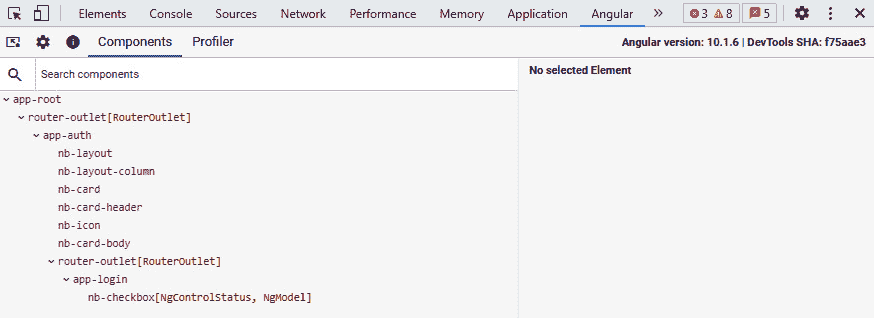 Elements Console Sources Network Performance Memory Application Angular » 3 8 5
Components Profiler Angular version: 10.1.6 | DevTools SHA: f75aae3
Search components No selected Element
app-root
router-outlet[RouterOutlet]
app-auth
nb-layout
nb-layout-column
nb-card
nb-card-header
nb-icon
nb-card-body
router-outlet[RouterOutlet]
app-login
nb-checkbox[NgControlStatus, NgModel]